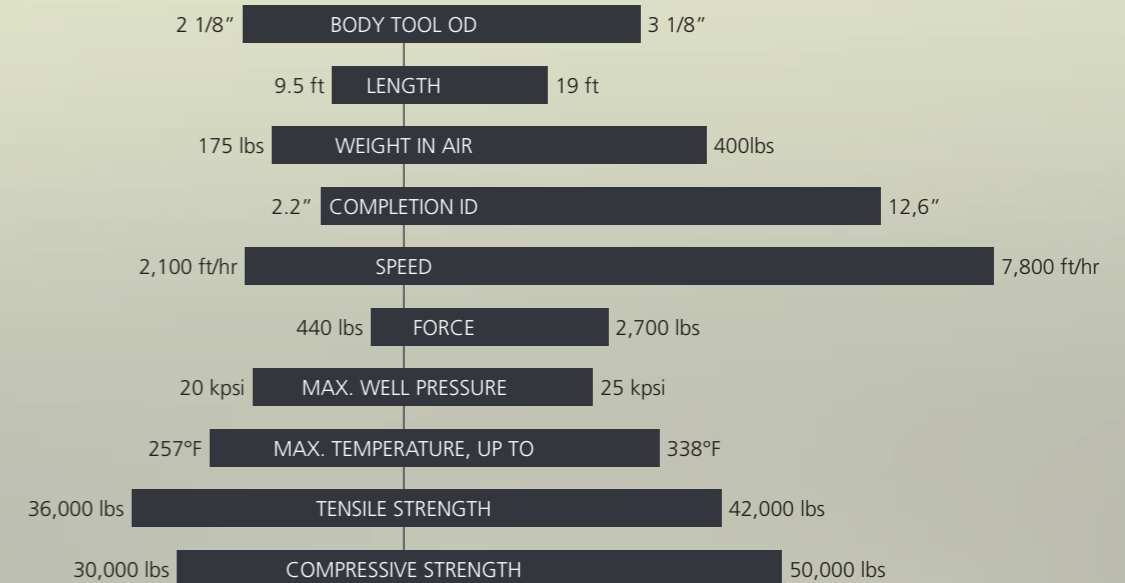 2 1/8” BODY TOOL OD 3 1/8”
9.5 ft LENGTH 19 ft
175 lbs WEIGHT IN AIR 400lbs
2.2” COMPLETION ID 12,6”
2,100 ft/hr SPEED 7,800 ft/hr
440 lbs FORCE 2,700 lbs
20 kpsi MAX. WELL PRESSURE 25 kpsi
257°F MAX. TEMPERATURE, UP TO 338°F
36,000 lbs TENSILE STRENGTH 42,000 lbs
30,000 lbs COMPRESSIVE STRENGTH 50,000 lbs